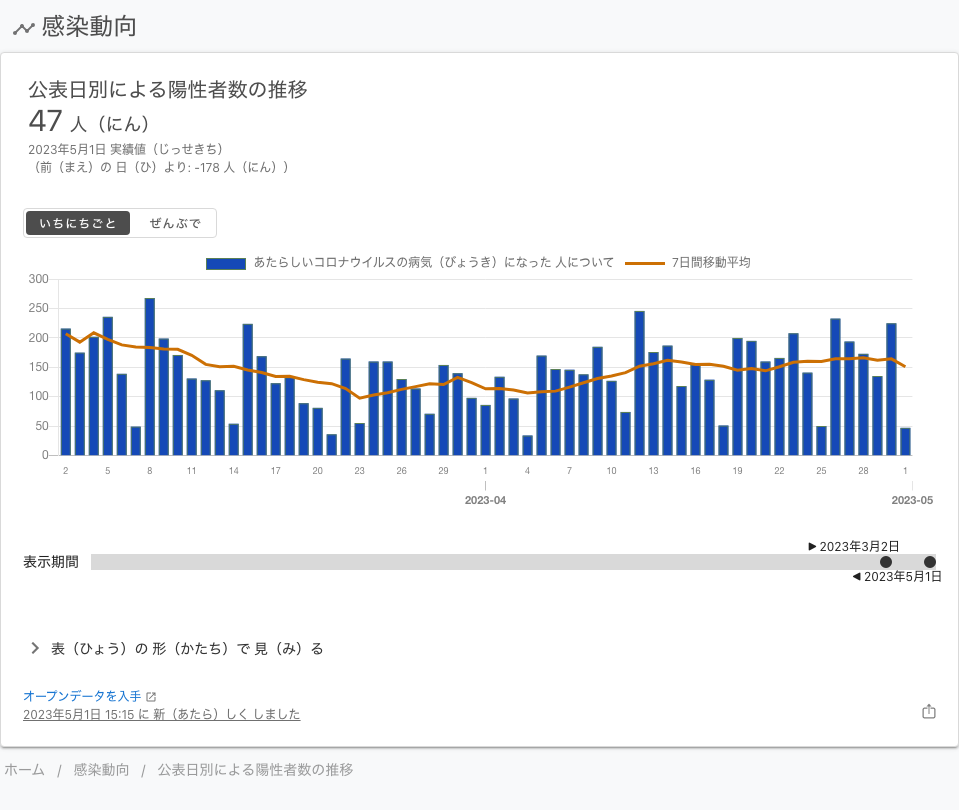 感染動向
公表日別による陽性者数の推移
47 人（にん）
2023年5月1日 実績値（じっせきち）
（前（まえ）の 日（ひ）より: -178 人（にん））
いちにちごと ぜんぶで
あたらしいコロナウイルスの病気（びょうき）になった 人について 7日間移動平均
300
250
200
150
100
50
0
2 5 8 11 14 17 20 23 26 29 1 4 7 10 13 16 19 22 25 28 1
2023-04 2023-05
▶ 2023年3月2日
表示期間
◀ 2023年5月1日
表（ひょう）の 形（かたち）で 見（み）る
オープンデータを入手
2023年5月1日 15:15 に 新（あたら）しく しました
ホーム / 感染動向 / 公表日別による陽性者数の推移